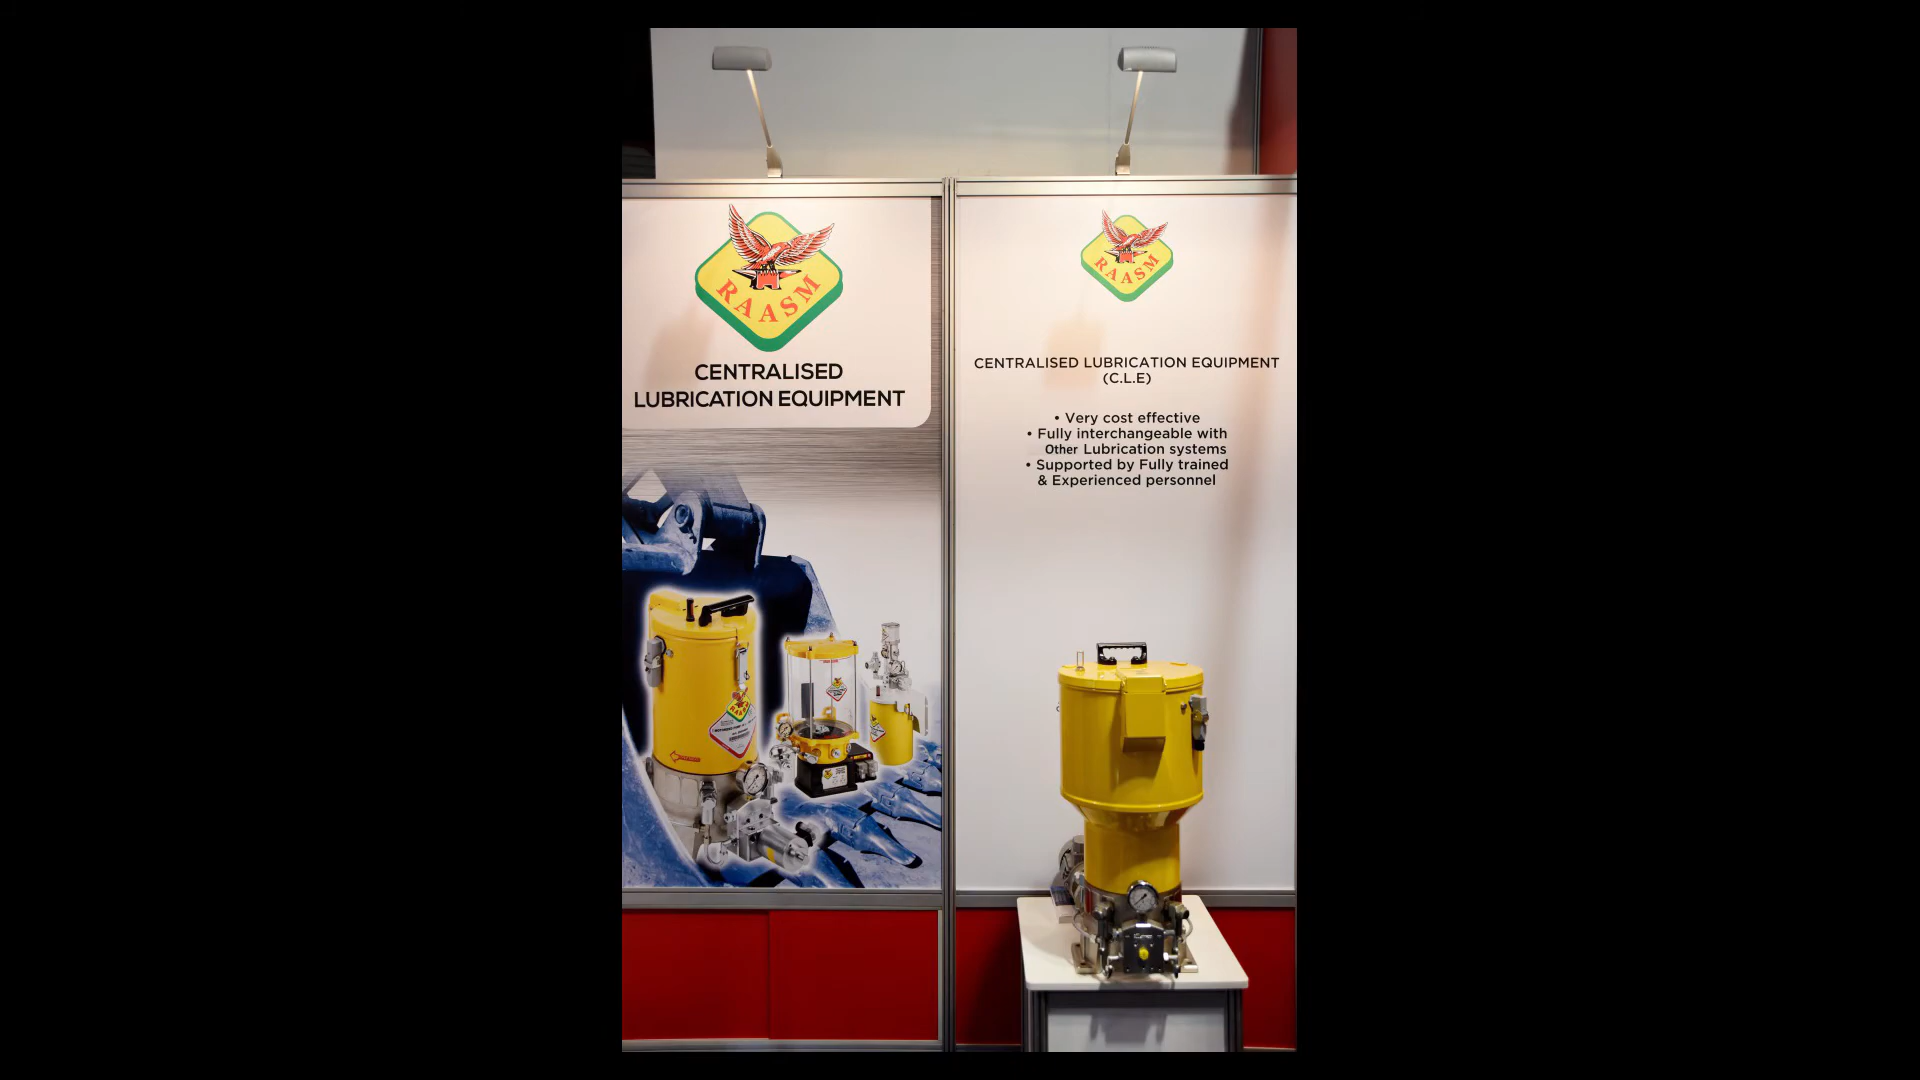 RAASM
CENTRALISED
LUBRICATION EQUIPMENT
RAASM
CENTRALISED LUBRICATION EQUIPMENT
(C.L.E)
• Very cost effective
• Fully interchangeable with
Other Lubrication systems
• Supported by Fully trained
& Experienced personnel
RAASM